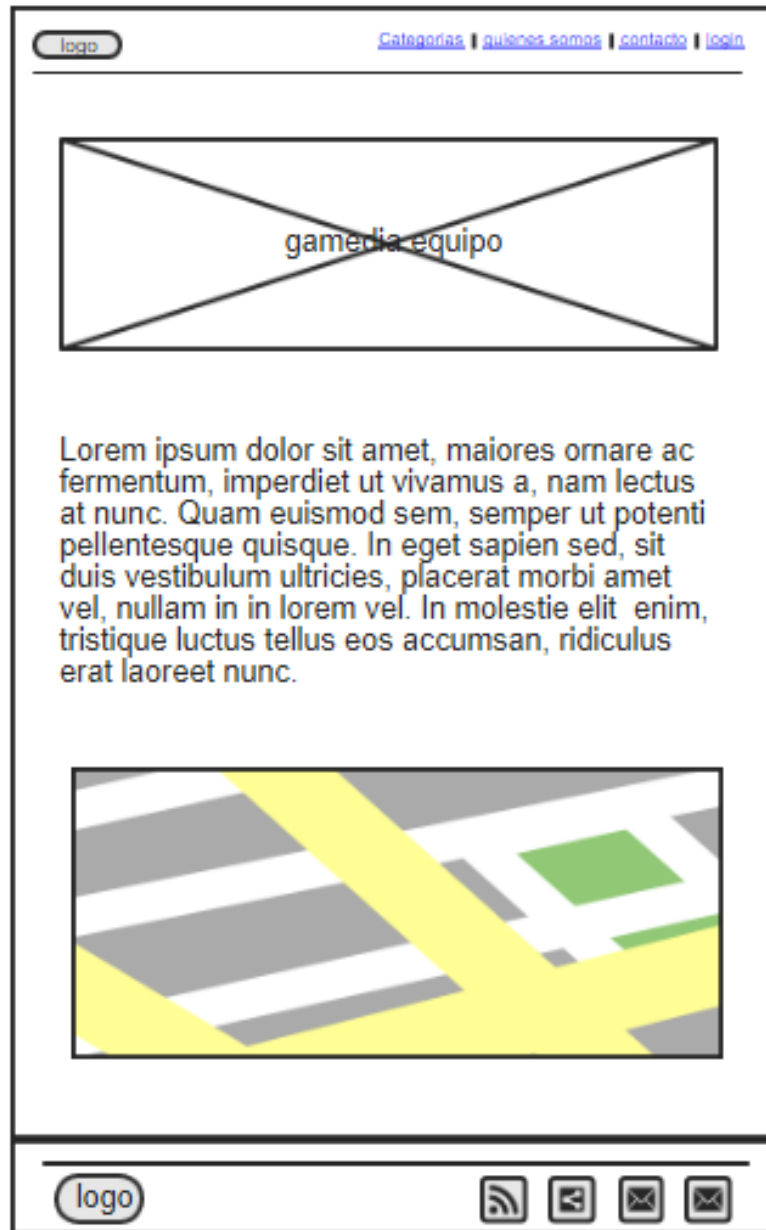 logo
Categorias | quienes somos | contacto | login
gamedia equipo
Lorem ipsum dolor sit amet, maiores ornare ac
fermentum, imperdiet ut vivamus a, nam lectus
at nunc. Quam euismod sem, semper ut potenti
pellentesque quisque. In eget sapien sed, sit
duis vestibulum ultricies, placerat morbi amet
vel, nullam in in lorem vel. In molestie elit  enim,
tristique luctus tellus eos accumsan, ridiculus
erat laoreet nunc.
logo